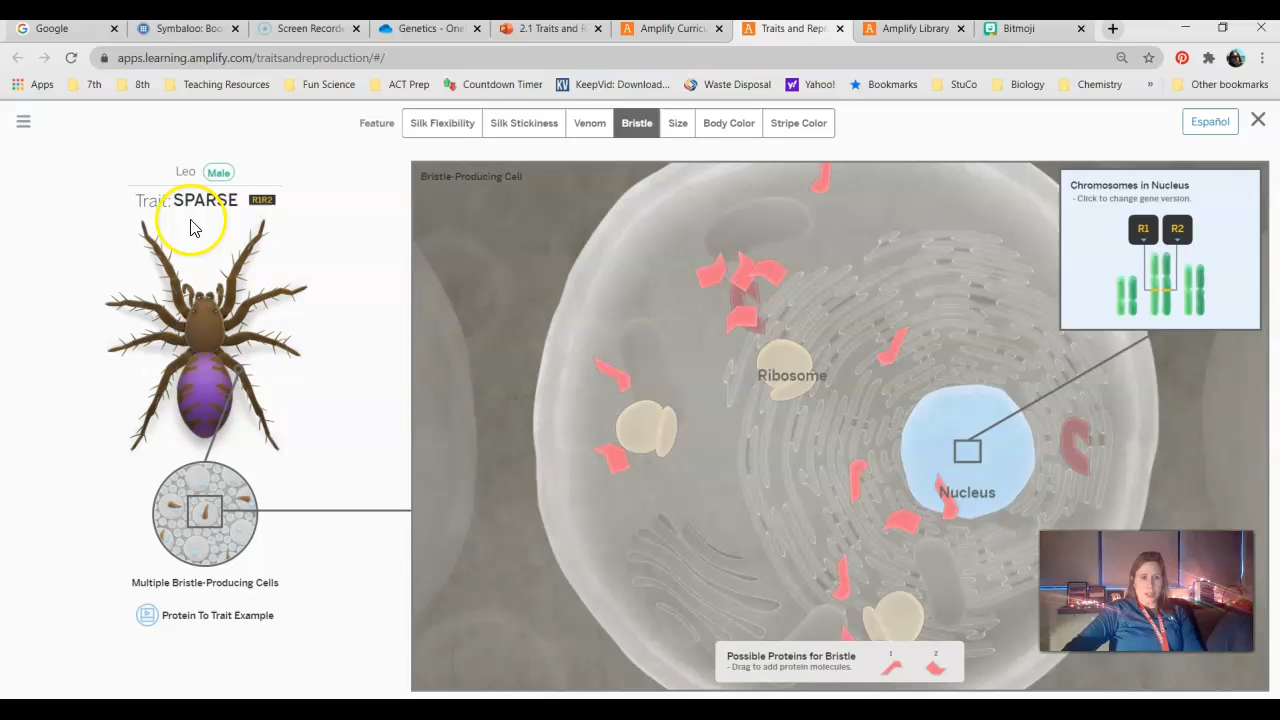 Google
Symbaloo: Boo
Screen Record
Genetics - One
2.1 Traits and R
Amplify Curricu
Traits and Repr
Amplify Library
Bitmoji
apps.learning.amplify.com/traitsandreproduction/#/
Apps
7th
8th
Teaching Resources
Fun Science
ACT Prep
Countdown Timer
KeepVid: Download...
Waste Disposal
Yahoo!
Bookmarks
StuCo
Biology
Chemistry
»
Other bookmarks
Feature
Silk Flexibility
Silk Stickiness
Venom
Bristle
Size
Body Color
Stripe Color
Español
Leo Male
Trait: SPARSE R1R2
Multiple Bristle-Producing Cells
Protein To Trait Example
Bristle-Producing Cell
Ribosome
Nucleus
Chromosomes in Nucleus
- Click to change gene version.
R1 R2
Possible Proteins for Bristle
- Drag to add protein molecules.
1 2